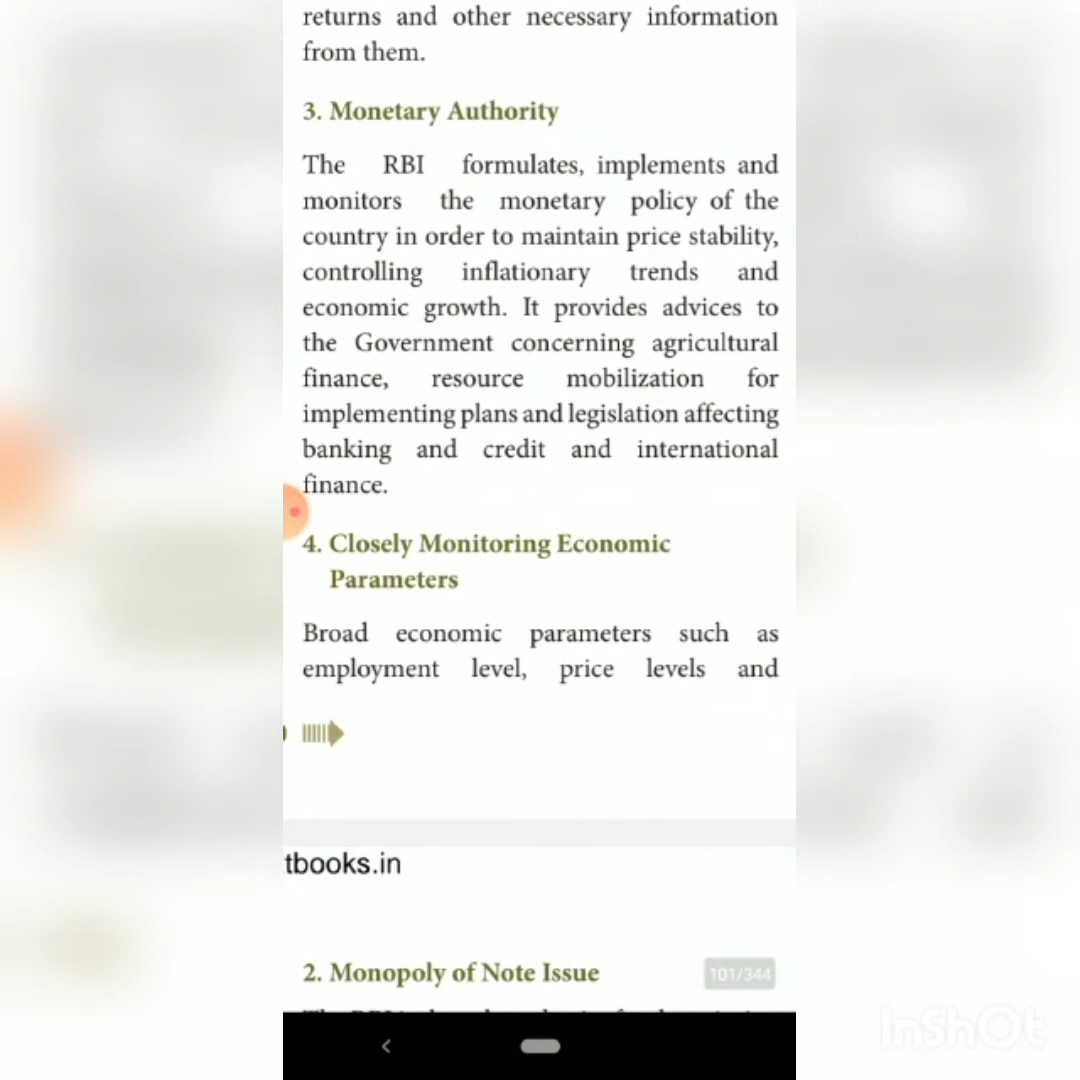 returns and other necessary information
from them.
3. Monetary Authority
The RBI formulates, implements and
monitors the monetary policy of the
country in order to maintain price stability,
controlling inflationary trends and
economic growth. It provides advices to
the Government concerning agricultural
finance, resource mobilization for
implementing plans and legislation affecting
banking and credit and international
finance.
4. Closely Monitoring Economic
Parameters
Broad economic parameters such as
employment level, price levels and
tbooks.in
2. Monopoly of Note Issue
101/344
InShOt